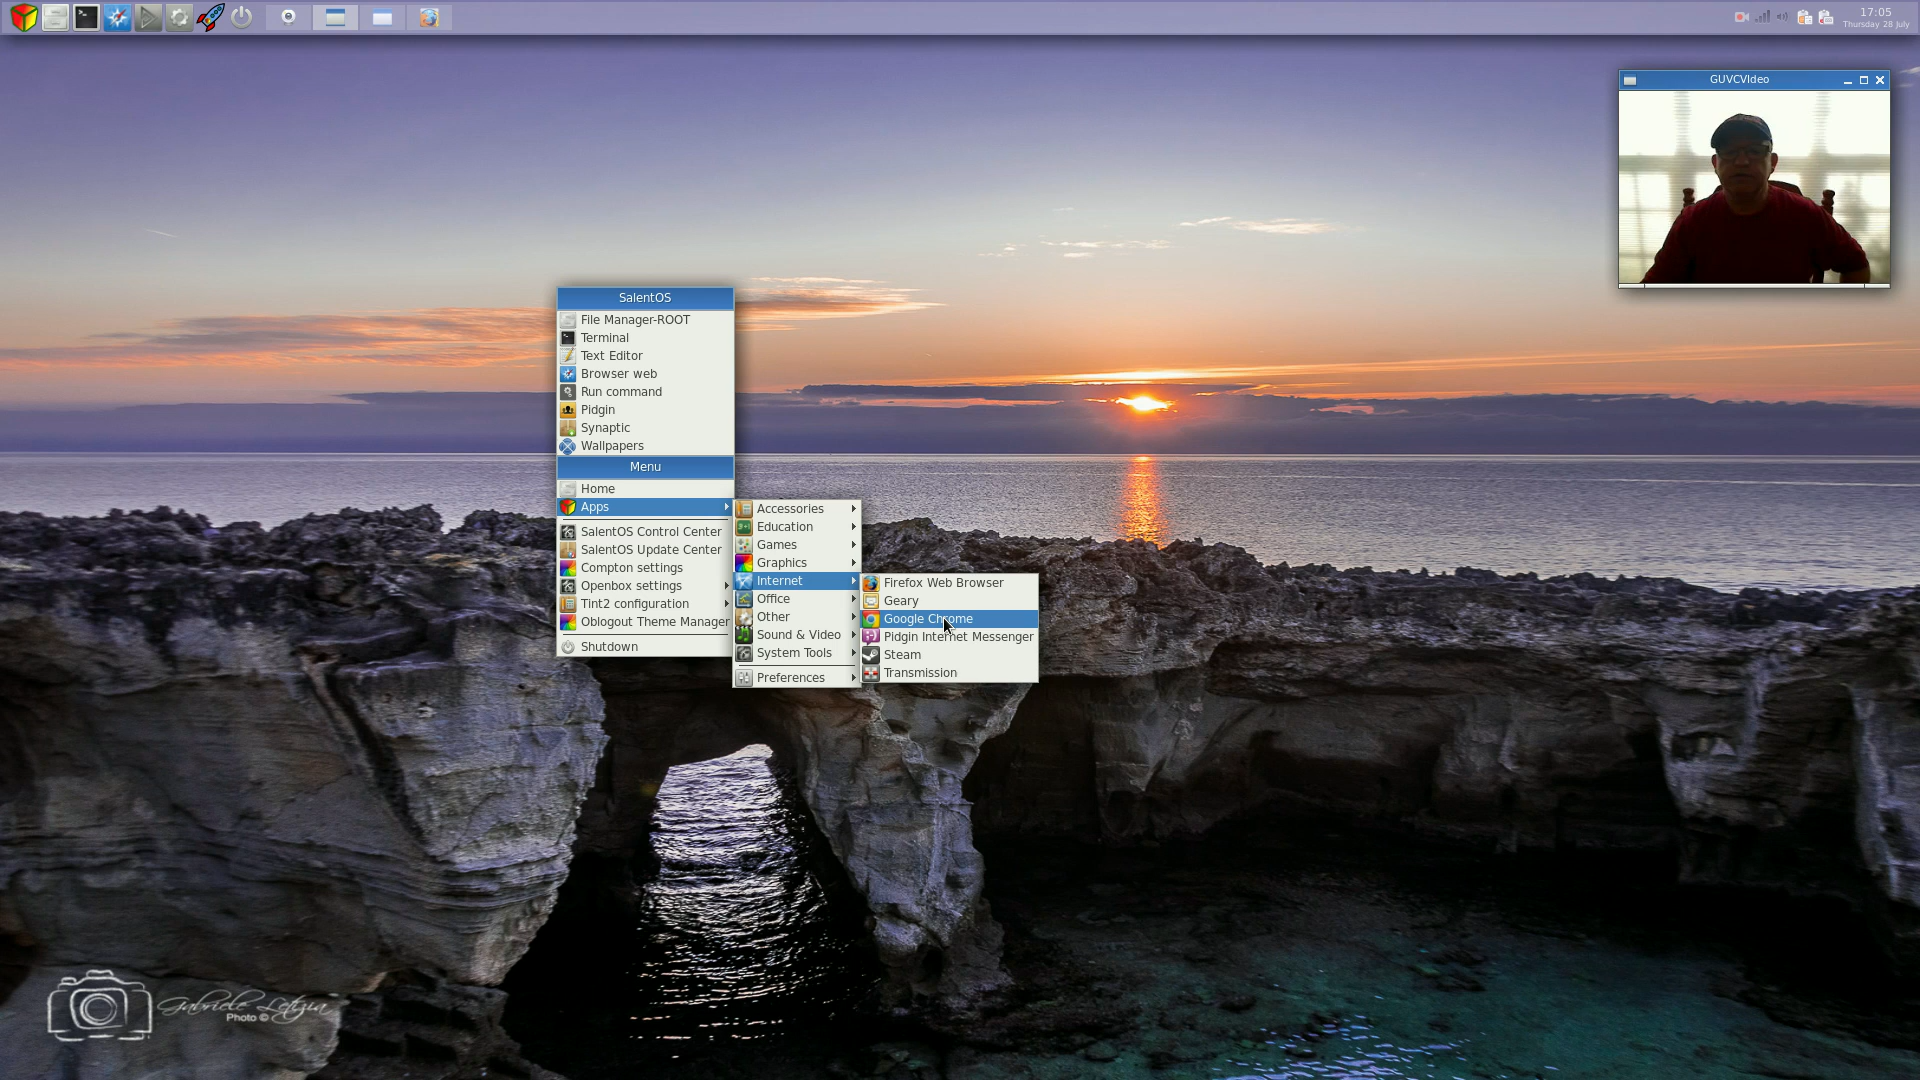 17:05
Thursday 28 July
GUVCVideo
SalentOS
File Manager-ROOT
Terminal
Text Editor
Browser web
Run command
Pidgin
Synaptic
Wallpapers
Menu
Home
Apps
SalentOS Control Center
SalentOS Update Center
Compton settings
Openbox settings
Tint2 configuration
Oblogout Theme Manager
Shutdown
Accessories
Education
Games
Graphics
Internet
Office
Other
Sound & Video
System Tools
Preferences
Firefox Web Browser
Geary
Google Chrome
Pidgin Internet Messenger
Steam
Transmission
Gabriele Letizia
Photo ©